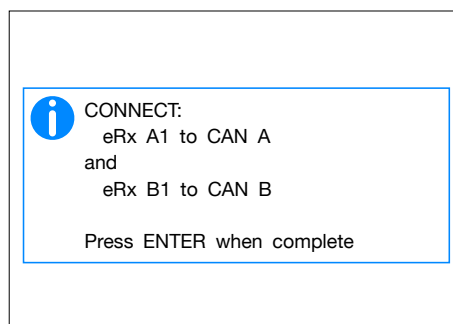 CONNECT:
eRx A1 to CAN A
and
eRx B1 to CAN B
Press ENTER when complete